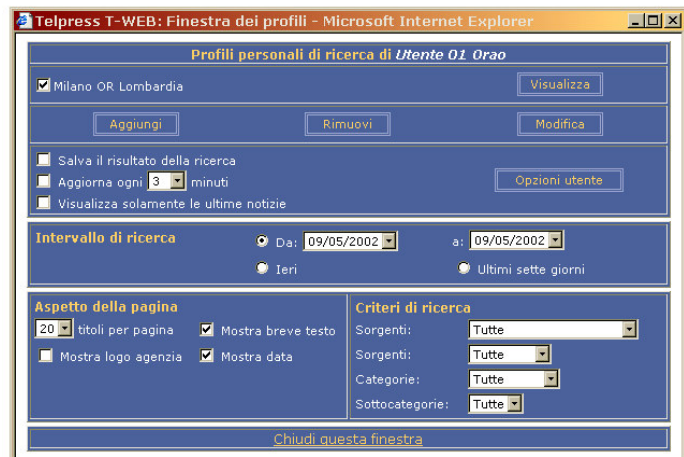 Telpress T-WEB: Finestra dei profili - Microsoft Internet Explorer
Profili personali di ricerca di Utente 01 Orao
Milano OR Lombardia Visualizza
Aggiungi Rimuovi Modifica
Salva il risultato della ricerca
Aggiorna ogni 3 minuti Opzioni utente
Visualizza solamente le ultime notizie
Intervallo di ricerca Da: 09/05/2002 a: 09/05/2002
Ieri Ultimi sette giorni
Aspetto della pagina
20 titoli per pagina Mostra breve testo
Mostra logo agenzia Mostra data
Criteri di ricerca
Sorgenti: Tutte
Sorgenti: Tutte
Categorie: Tutte
Sottocategorie: Tutte
Chiudi questa finestra